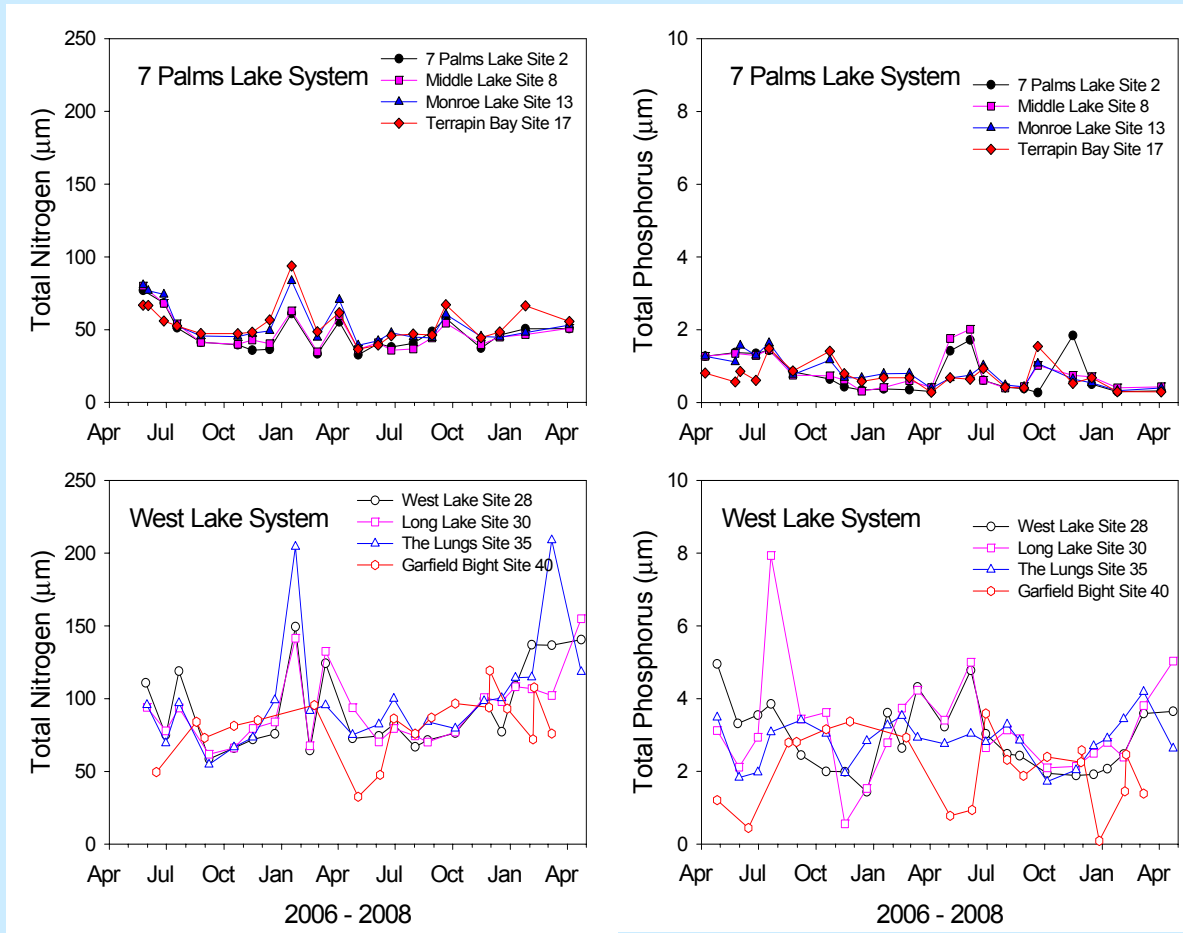 250
200
150
100
50
0
Total Nitrogen (μm)
7 Palms Lake System
7 Palms Lake Site 2
Middle Lake Site 8
Monroe Lake Site 13
Terrapin Bay Site 17
Apr Jul Oct Jan Apr Jul Oct Jan Apr
10
8
6
4
2
0
Total Phosphorus (μm)
7 Palms Lake System
7 Palms Lake Site 2
Middle Lake Site 8
Monroe Lake Site 13
Terrapin Bay Site 17
Apr Jul Oct Jan Apr Jul Oct Jan Apr
250
200
150
100
50
0
Total Nitrogen (μm)
West Lake System
West Lake Site 28
Long Lake Site 30
The Lungs Site 35
Garfield Bight Site 40
Apr Jul Oct Jan Apr Jul Oct Jan Apr
2006 - 2008
10
8
6
4
2
0
Total Phosphorus (μm)
West Lake System
West Lake Site 28
Long Lake Site 30
The Lungs Site 35
Garfield Bight Site 40
Apr Jul Oct Jan Apr Jul Oct Jan Apr
2006 - 2008